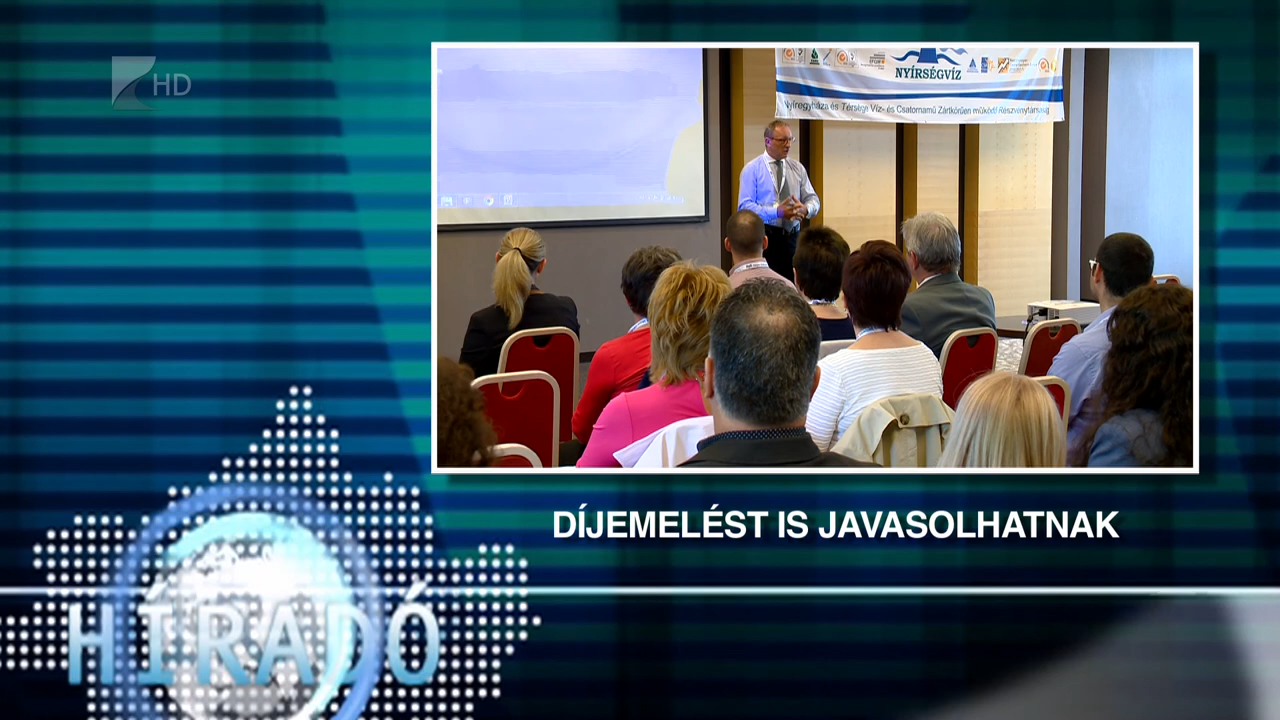 HD
NYÍRSÉGVÍZ
Nyíregyháza és Térsége Víz- és Csatornamű Zártkörűen működő Részvénytársaság
DÍJEMELÉST IS JAVASOLHATNAK
HÍRADÓ